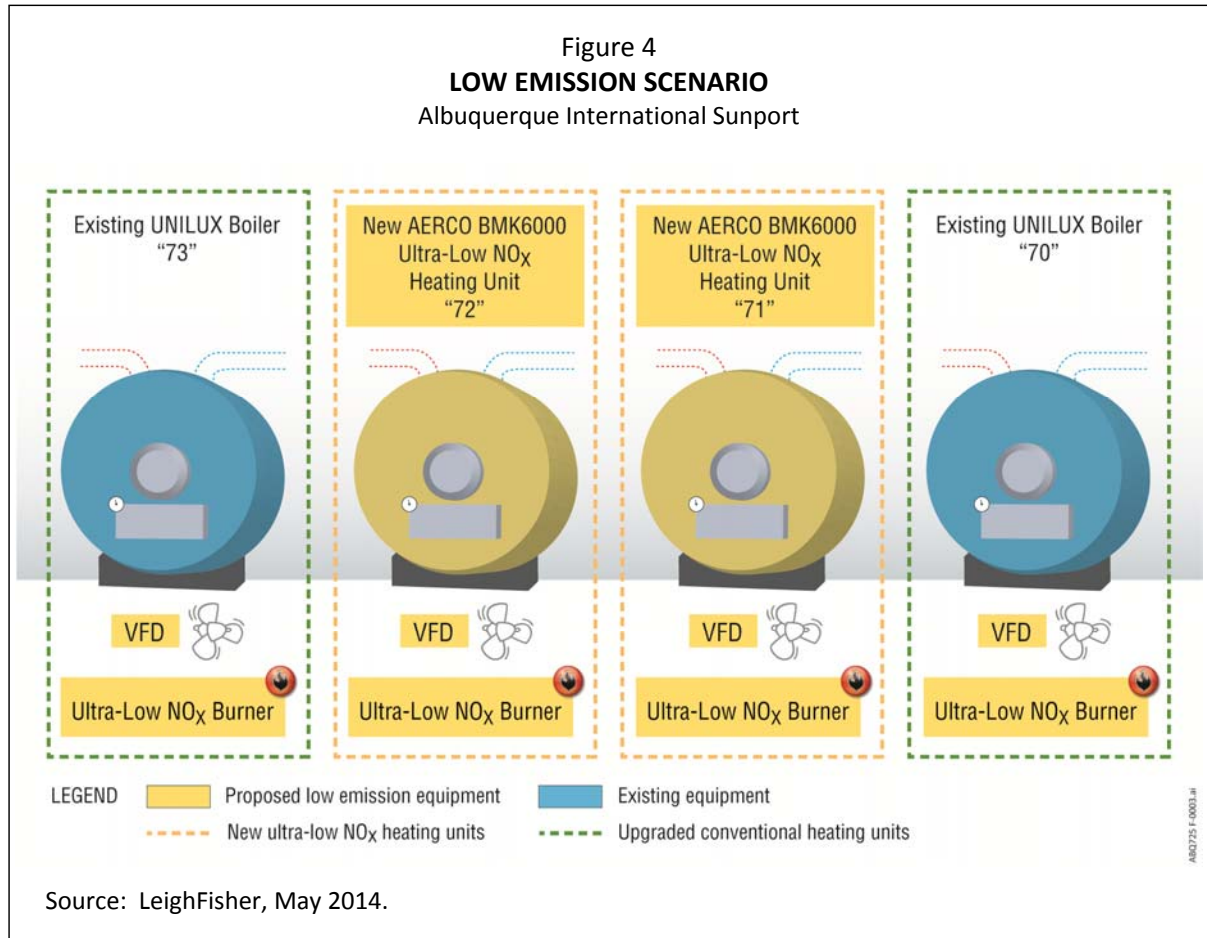 Figure 4
LOW EMISSION SCENARIO
Albuquerque International Sunport
Existing UNILUX Boiler
“73”
New AERCO BMK6000
Ultra-Low NOX
Heating Unit
“72”
New AERCO BMK6000
Ultra-Low NOX
Heating Unit
“71”
Existing UNILUX Boiler
“70”
VFD
VFD
VFD
VFD
Ultra-Low NOX Burner
Ultra-Low NOX Burner
Ultra-Low NOX Burner
Ultra-Low NOX Burner
LEGEND
Proposed low emission equipment
Existing equipment
New ultra-low NOX heating units
Upgraded conventional heating units
ABQ725 F-0003.ai
Source: LeighFisher, May 2014.